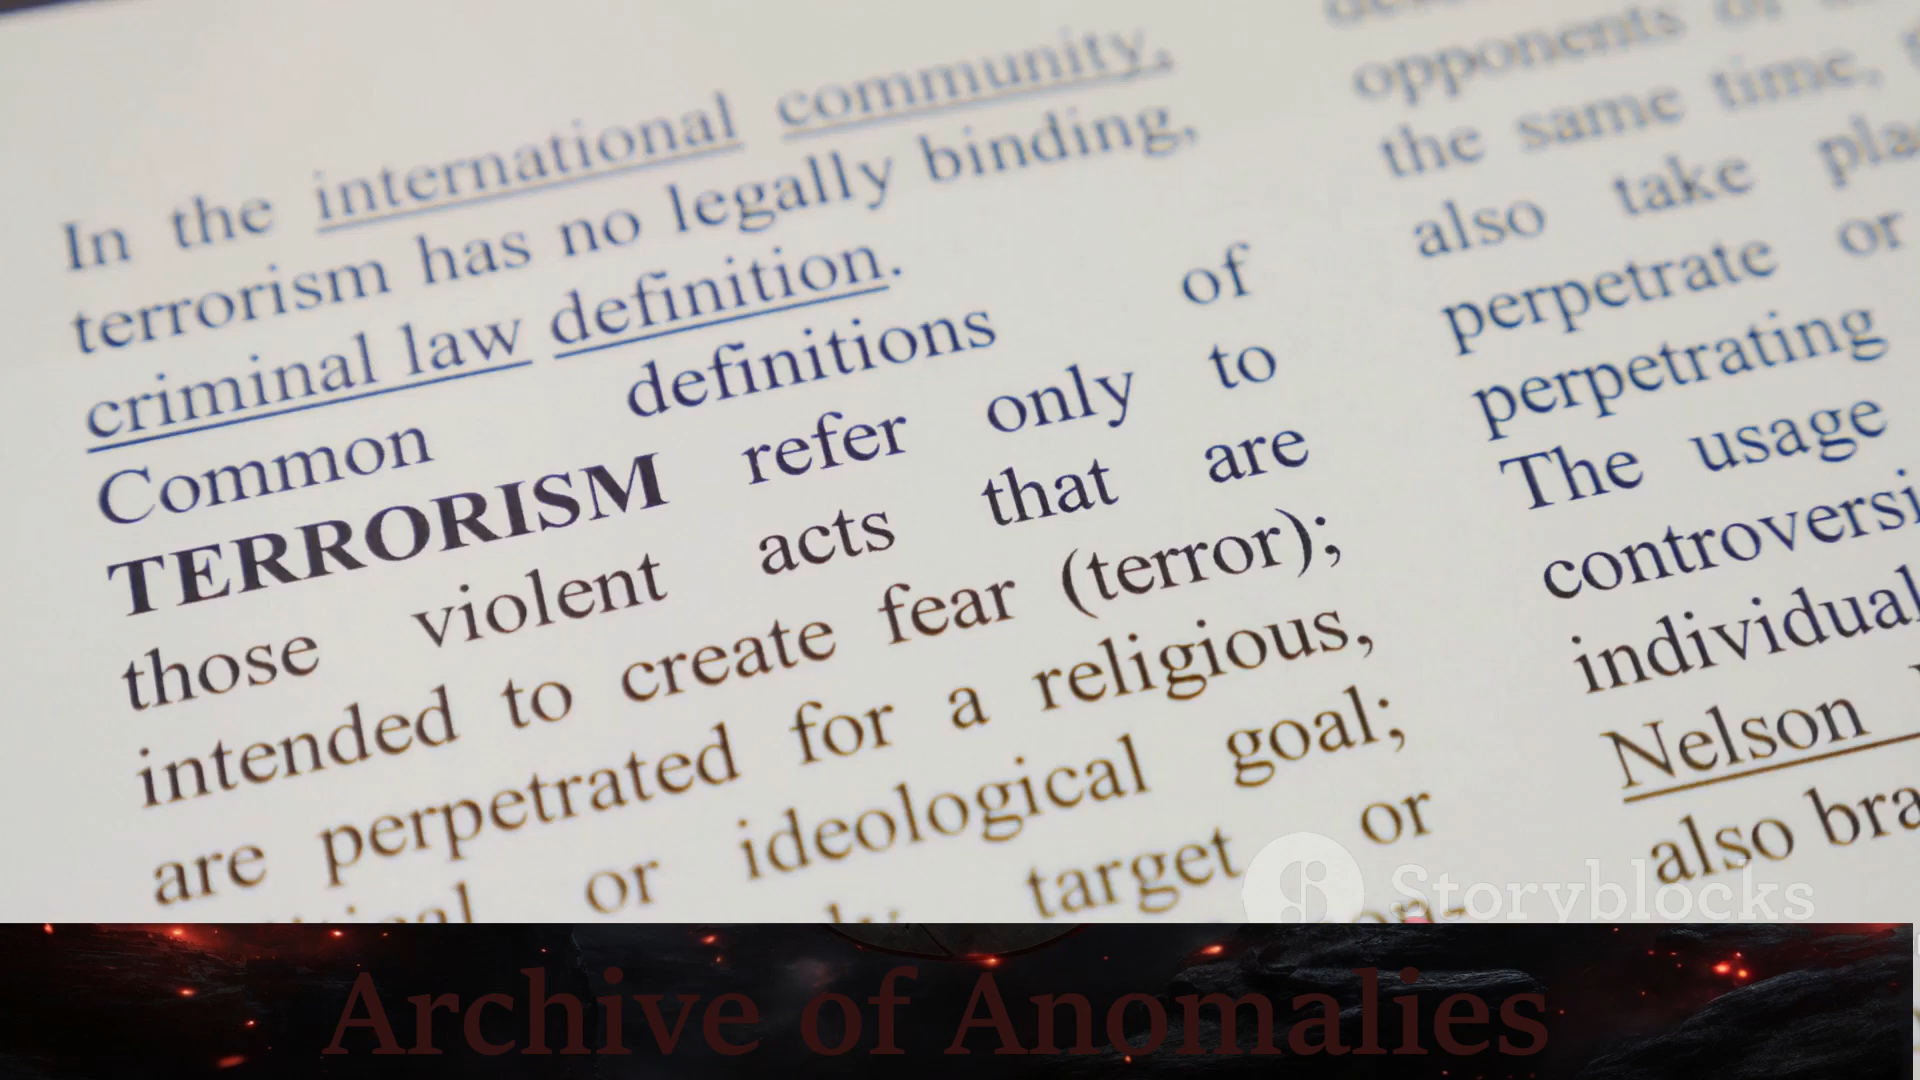 In the international community,
terrorism has no legally binding,
criminal law definition.
Common definitions of
TERRORISM refer only to
those violent acts that are
intended to create fear (terror);
are perpetrated for a religious,
or ideological goal;
target or
opponents of
the same time,
also take
perpetrate or
perpetrating
The usage
individual
Nelson
also
Storyblocks
Archive of Anomalies